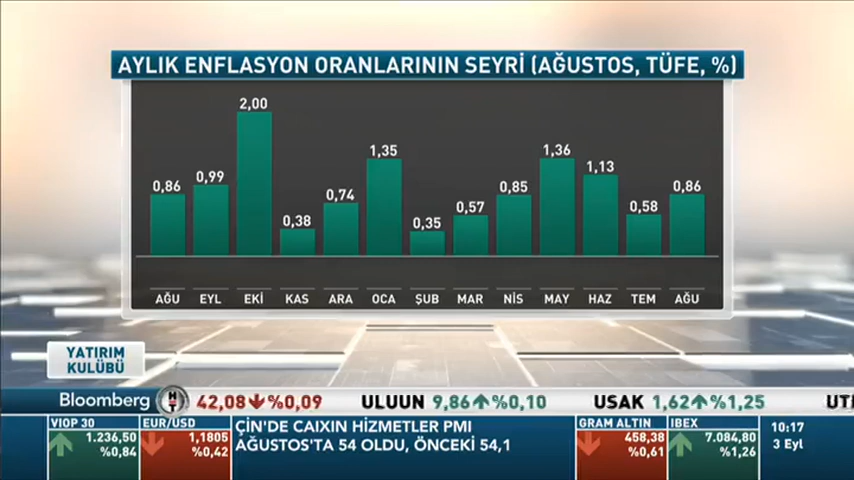 AYLIK ENFLASYON ORANLARININ SEYRİ (AĞUSTOS, TÜFE, %)
0,86 0,99 2,00 0,38 0,74 1,35 0,35 0,57 0,85 1,36 1,13 0,58 0,86
AĞU EYL EKİ KAS ARA OCA ŞUB MAR NİS MAY HAZ TEM AĞU
YATIRIM
KULÜBÜ
Bloomberg HT 42,08 %0,09 ULUUN 9,86 %0,10 USAK 1,62 %1,25 UT
VIOP 30
1.236,50
%0,84
EUR/USD
1,1805
%0,42
ÇİN'DE CAIXIN HİZMETLER PMI
AĞUSTOS'TA 54 OLDU, ÖNCEKİ 54,1
GRAM ALTIN
458,38
%0,61
IBEX
7.084,80
%1,26
10:17
3 Eyl